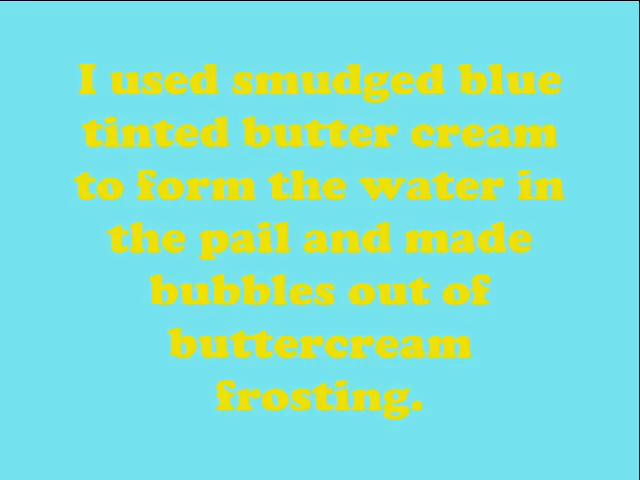 I used smudged blue
tinted butter cream
to form the water in
the pail and made
bubbles out of
buttercream
frosting.